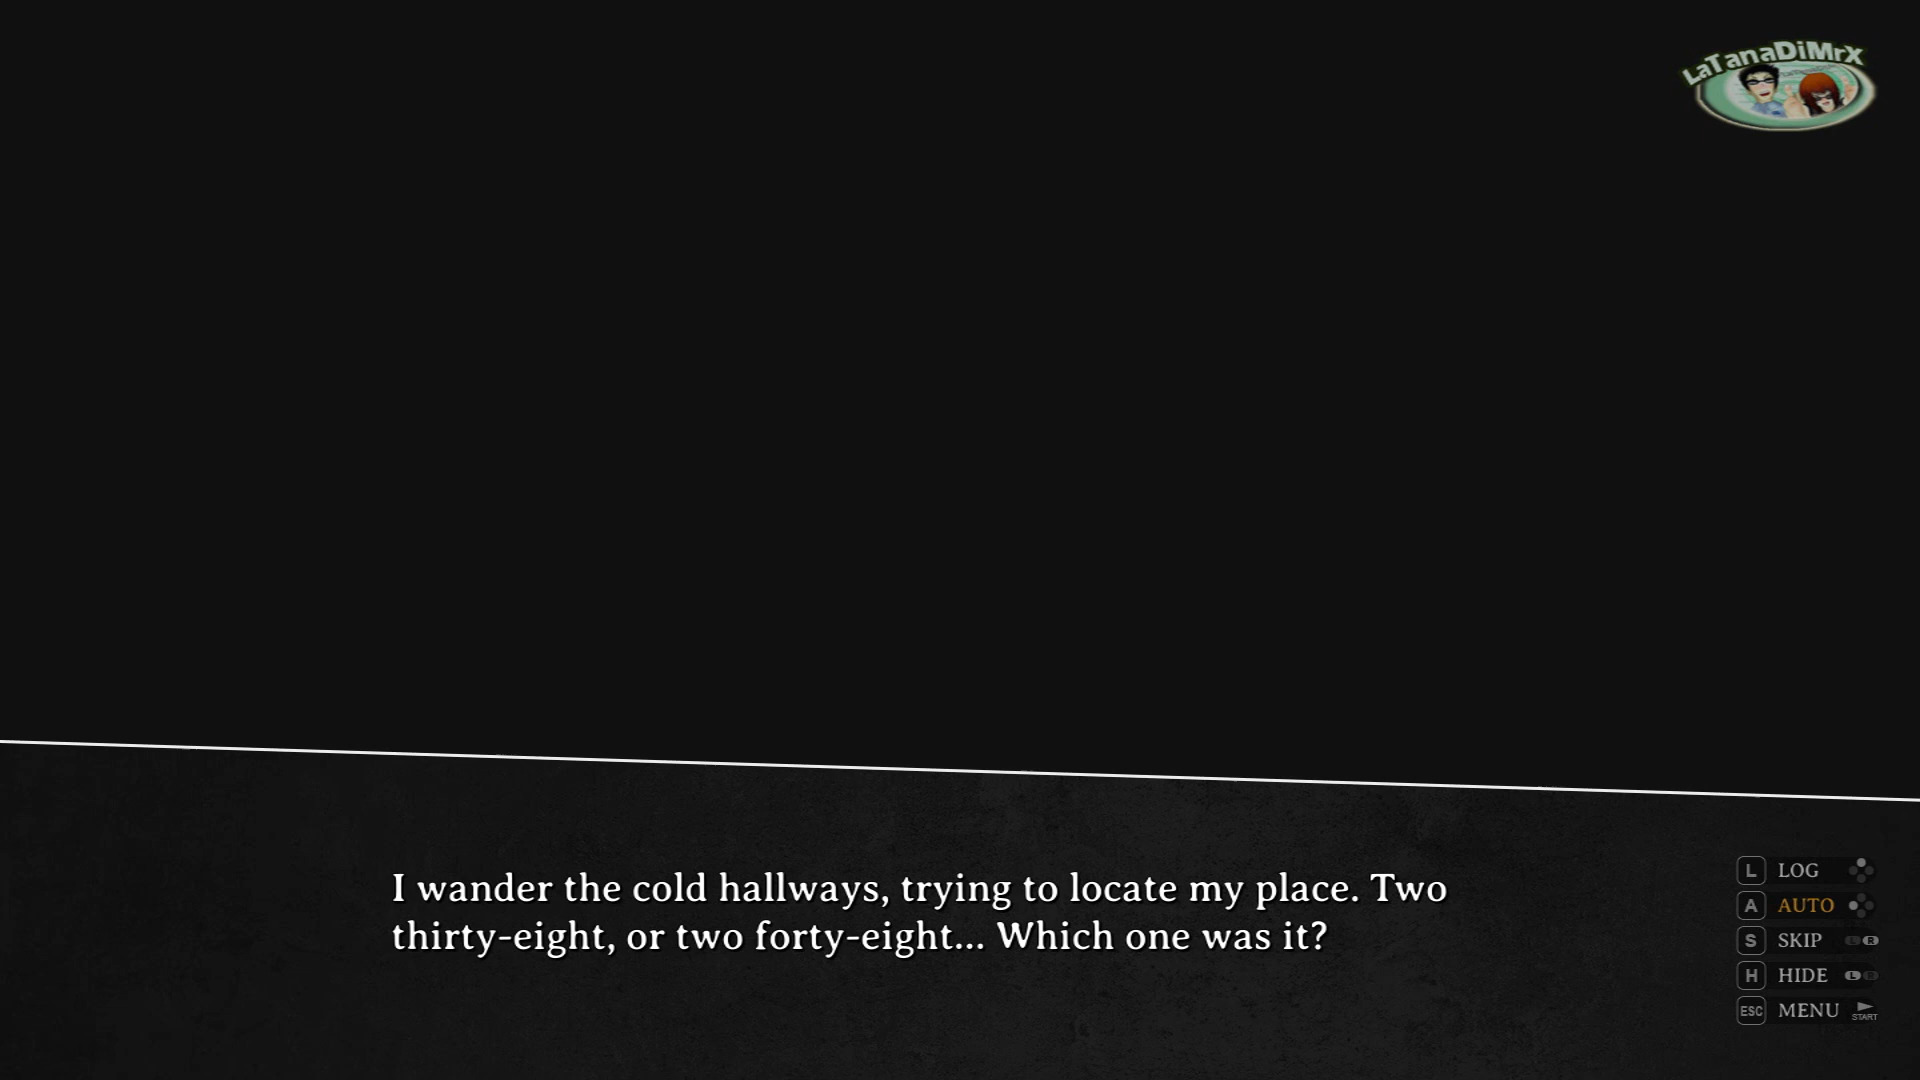 LaTanaDiMrX
I wander the cold hallways, trying to locate my place. Two
thirty-eight, or two forty-eight... Which one was it?
L LOG
A AUTO
S SKIP L R
H HIDE L R
ESC MENU START